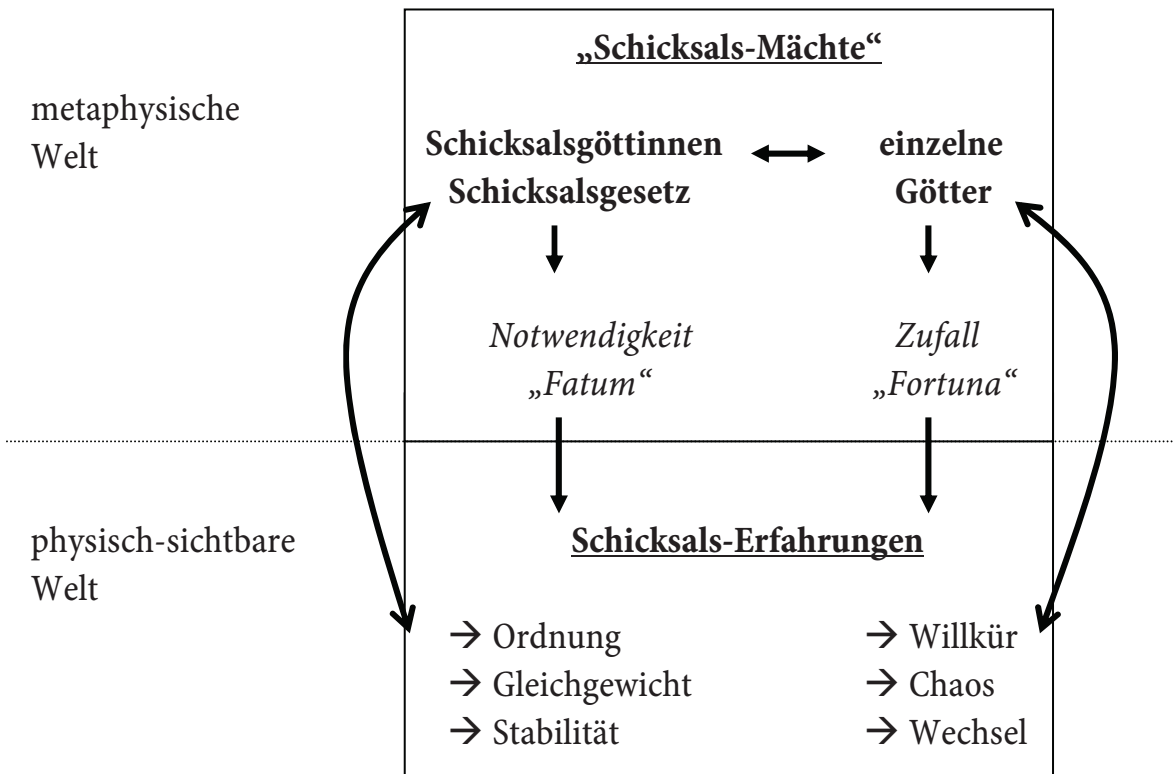 „Schicksals-Mächte“
metaphysische
Welt
Schicksalsgöttinnen
Schicksalsgesetz
einzelne
Götter
Notwendigkeit
„Fatum“
Zufall
„Fortuna“
physisch-sichtbare
Welt
Schicksals-Erfahrungen
→ Ordnung
→ Gleichgewicht
→ Stabilität
→ Willkür
→ Chaos
→ Wechsel